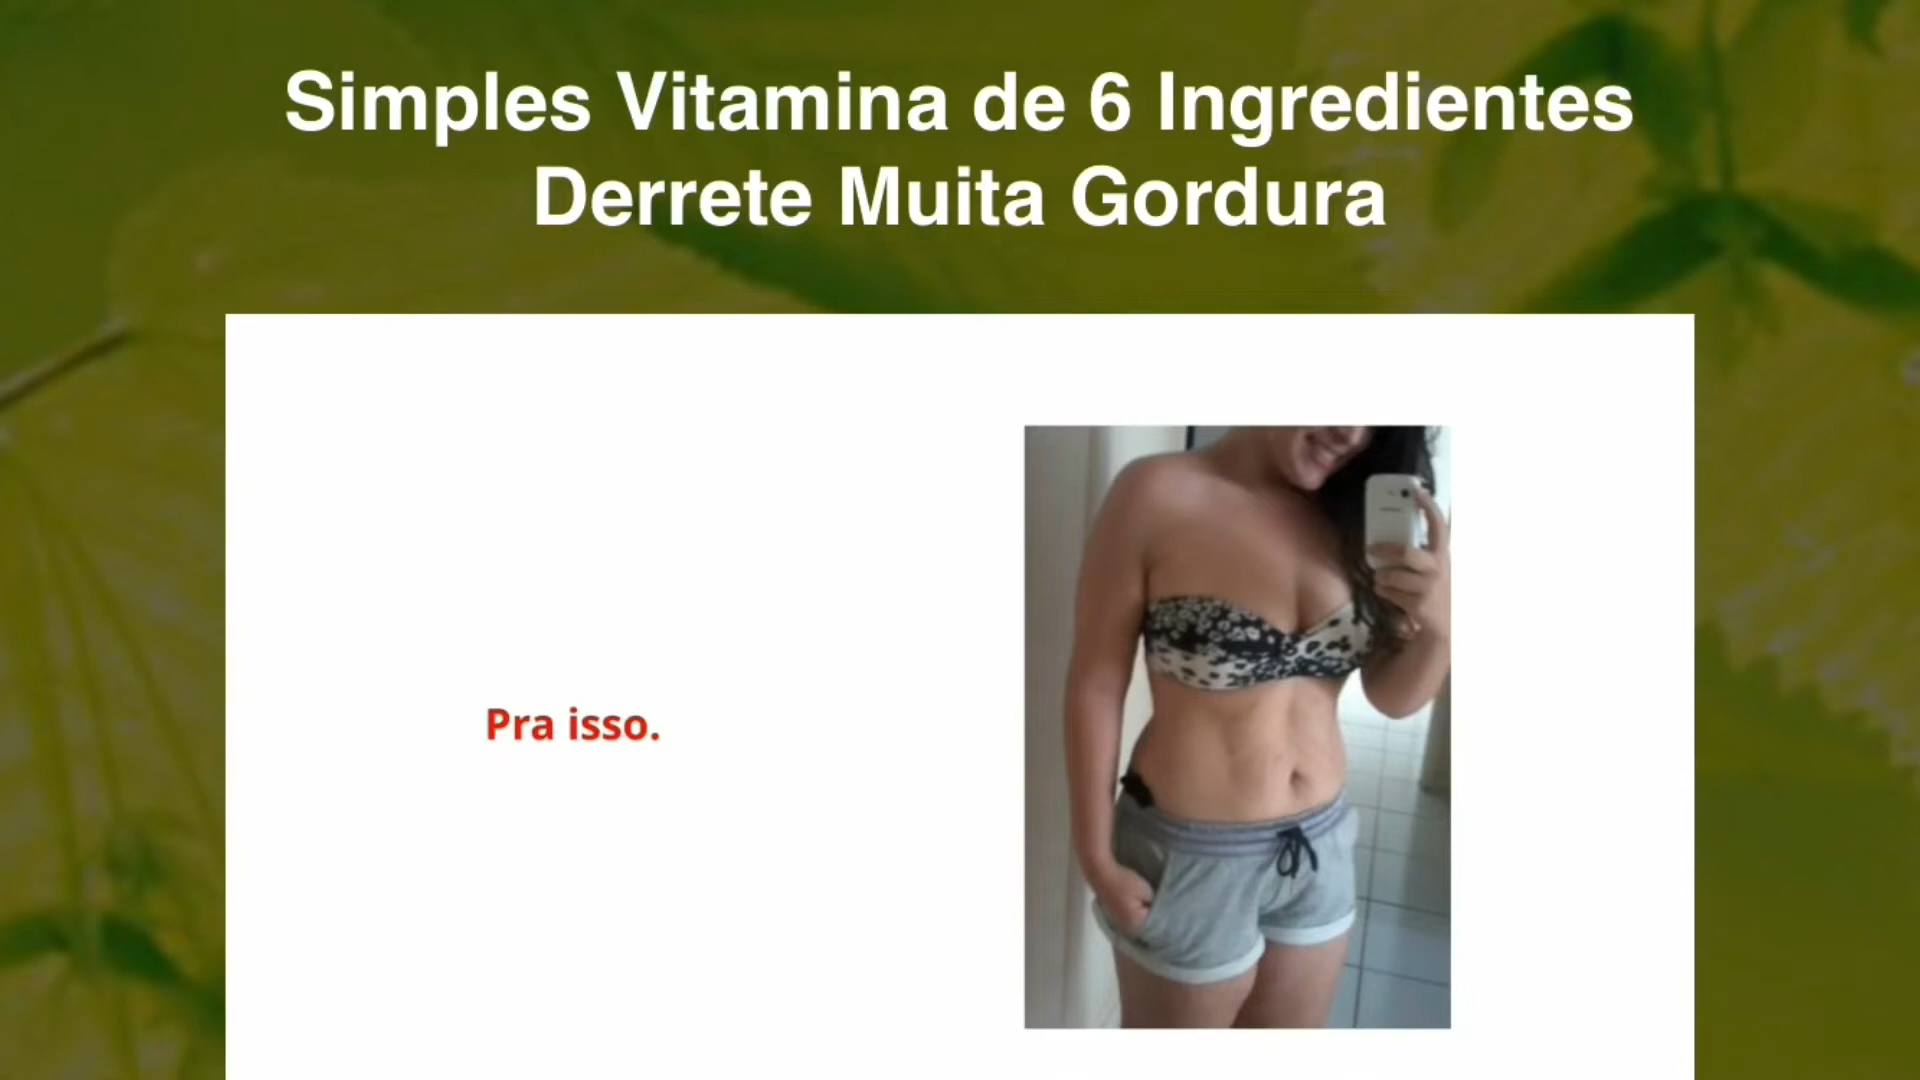 Simples Vitamina de 6 Ingredientes
Derrete Muita Gordura
Pra isso.